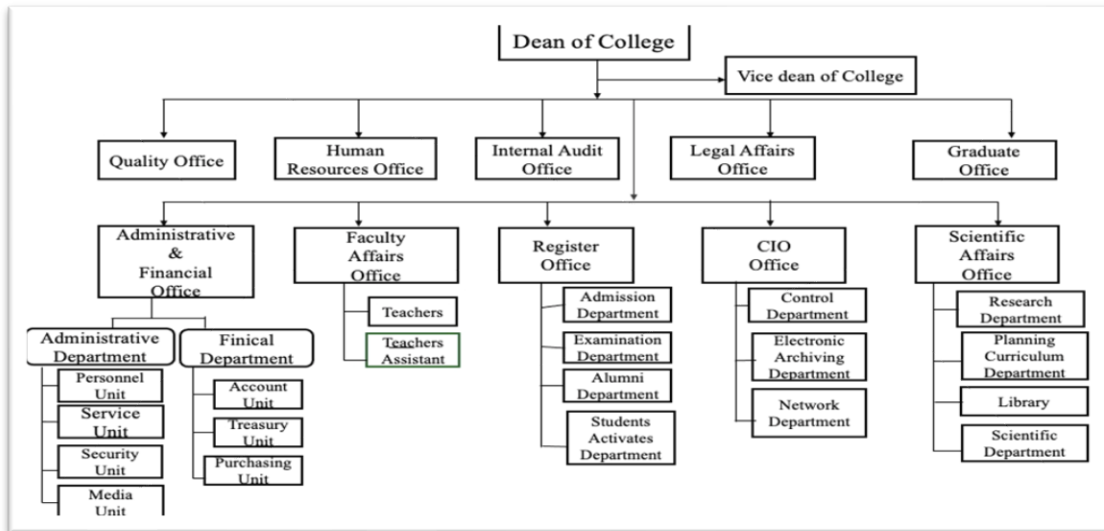 Dean of College
Vice dean of College
Quality Office
Human
Resources Office
Internal Audit
Office
Legal Affairs
Office
Graduate
Office
Administrative
&
Financial
Office
Faculty
Affairs
Office
Register
Office
CIO
Office
Scientific
Affairs
Office
Administrative
Department
Finical
Department
Personnel
Unit
Service
Unit
Security
Unit
Media
Unit
Account
Unit
Treasury
Unit
Purchasing
Unit
Teachers
Teachers
Assistant
Admission
Department
Examination
Department
Alumni
Department
Students
Activates
Department
Control
Department
Electronic
Archiving
Department
Network
Department
Research
Department
Planning
Curriculum
Department
Library
Scientific
Department